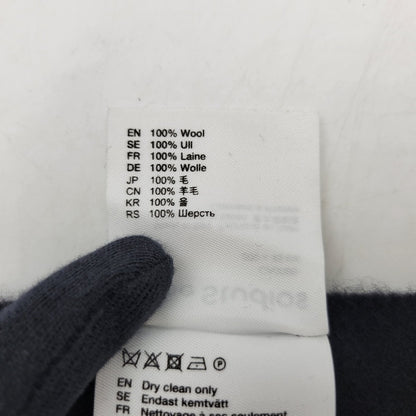 EN 100% Wool
SE 100% Ull
FR 100% Laine
DE 100% Wolle
JP 100% 毛
CN 100% 羊毛
KR 100% 울
RS 100% Шерсть
EN Dry clean only
SE Endast kemtvätt
FR Nettoyage à sec seulement